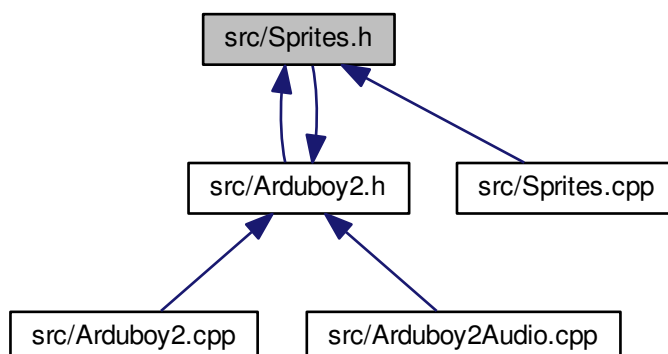 src/Sprites.h
src/Arduboy2.h
src/Sprites.cpp
src/Arduboy2.cpp
src/Arduboy2Audio.cpp